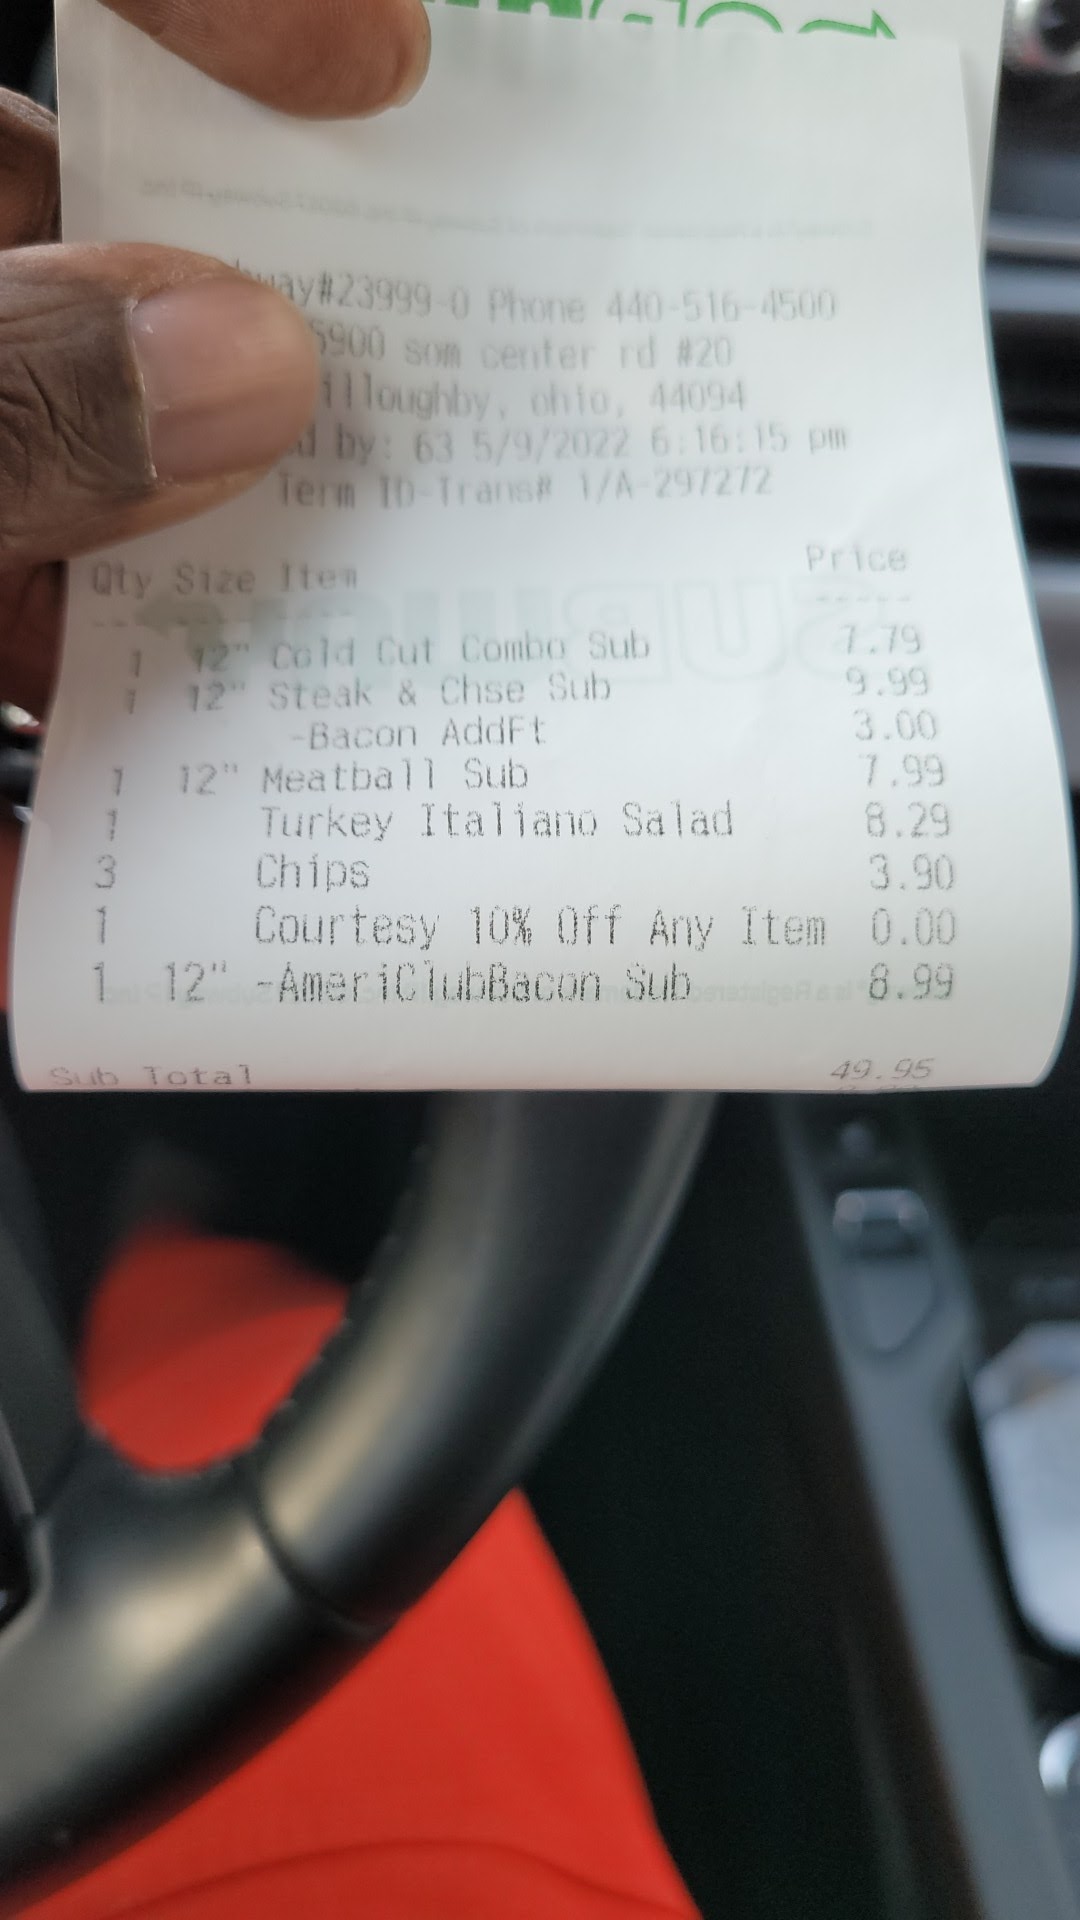 #23999-0 Phone 440-516-4500
5900 som center rd #20
illoughby, ohio, 44094
d by: 63 5/9/2022 6:16:15 pm
Term ID-Trans# 1/A-297272
Qty Size Item Price
1 12" Cold Cut Combo Sub 7.79
1 12" Steak & Chse Sub 9.99
-Bacon AddFt 3.00
1 12" Meatball Sub 7.99
1 Turkey Italiano Salad 8.29
3 Chips 3.90
1 Courtesy 10% Off Any Item 0.00
1 12" -AmeriClubBacon Sub 8.99
Sub Total 49.95